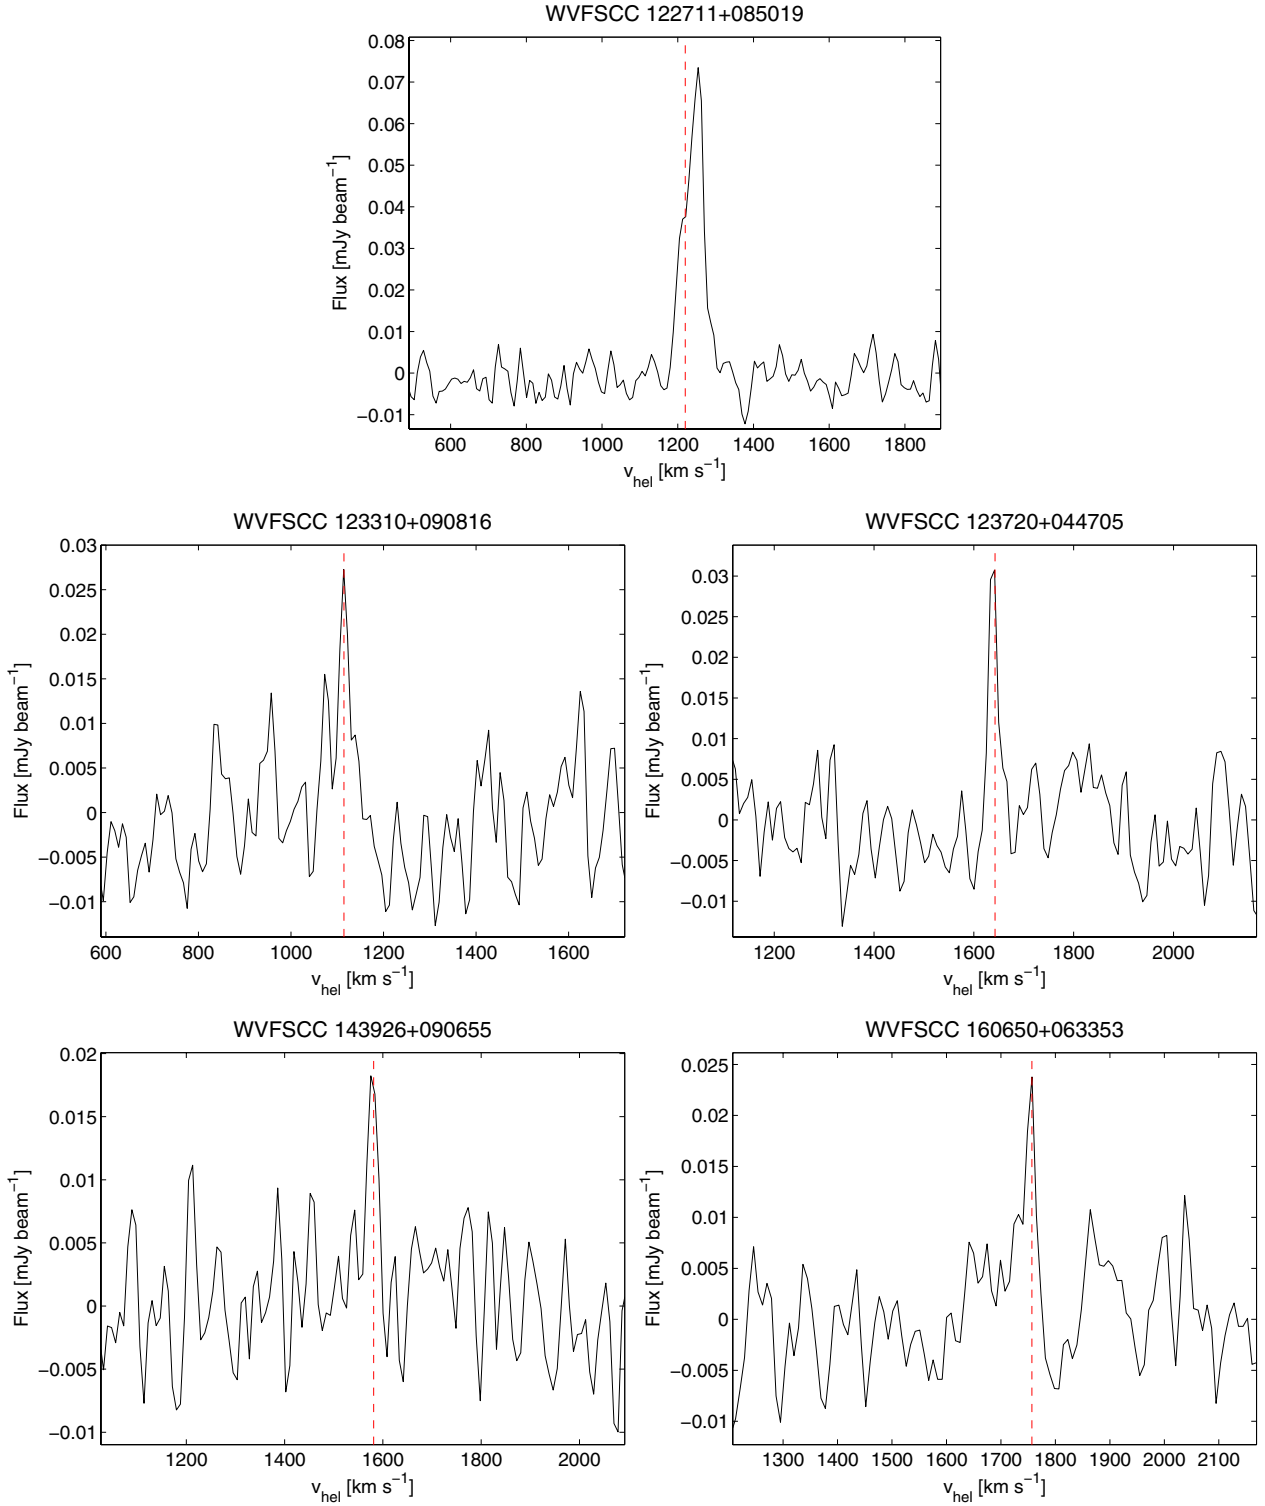 WVFSCC 122711+085019
0.08
0.07
0.06
0.05
0.04
0.03
0.02
0.01
0
−0.01
Flux [mJy beam⁻¹]
600 800 1000 1200 1400 1600 1800
v_hel [km s⁻¹]
WVFSCC 123310+090816
0.03
0.025
0.02
0.015
0.01
0.005
0
−0.005
−0.01
Flux [mJy beam⁻¹]
600 800 1000 1200 1400 1600
v_hel [km s⁻¹]
WVFSCC 123720+044705
0.03
0.025
0.02
0.015
0.01
0.005
0
−0.005
−0.01
Flux [mJy beam⁻¹]
1200 1400 1600 1800 2000
v_hel [km s⁻¹]
WVFSCC 143926+090655
0.02
0.015
0.01
0.005
0
−0.005
−0.01
Flux [mJy beam⁻¹]
1200 1400 1600 1800 2000
v_hel [km s⁻¹]
WVFSCC 160650+063353
0.025
0.02
0.015
0.01
0.005
0
−0.005
−0.01
Flux [mJy beam⁻¹]
1300 1400 1500 1600 1700 1800 1900 2000 2100
v_hel [km s⁻¹]